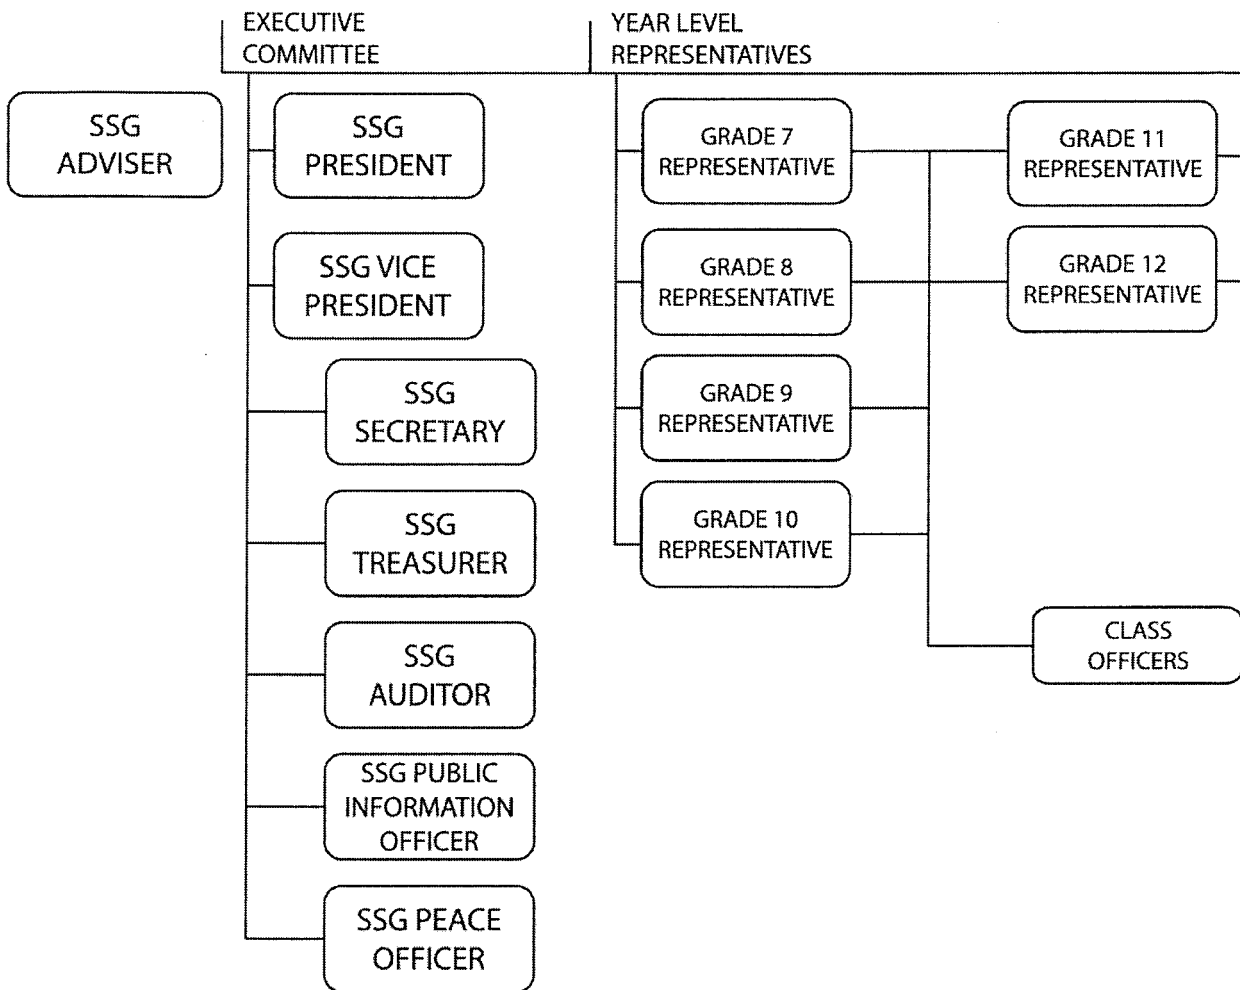 EXECUTIVE
COMMITTEE
YEAR LEVEL
REPRESENTATIVES
SSG
ADVISER
SSG
PRESIDENT
SSG VICE
PRESIDENT
SSG
SECRETARY
SSG
TREASURER
SSG
AUDITOR
SSG PUBLIC
INFORMATION
OFFICER
SSG PEACE
OFFICER
GRADE 7
REPRESENTATIVE
GRADE 8
REPRESENTATIVE
GRADE 9
REPRESENTATIVE
GRADE 10
REPRESENTATIVE
GRADE 11
REPRESENTATIVE
GRADE 12
REPRESENTATIVE
CLASS
OFFICERS